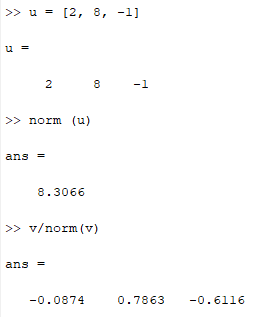 >> u = [2, 8, -1]
u =
2 8 -1
>> norm (u)
ans =
8.3066
>> v/norm(v)
ans =
-0.0874 0.7863 -0.6116